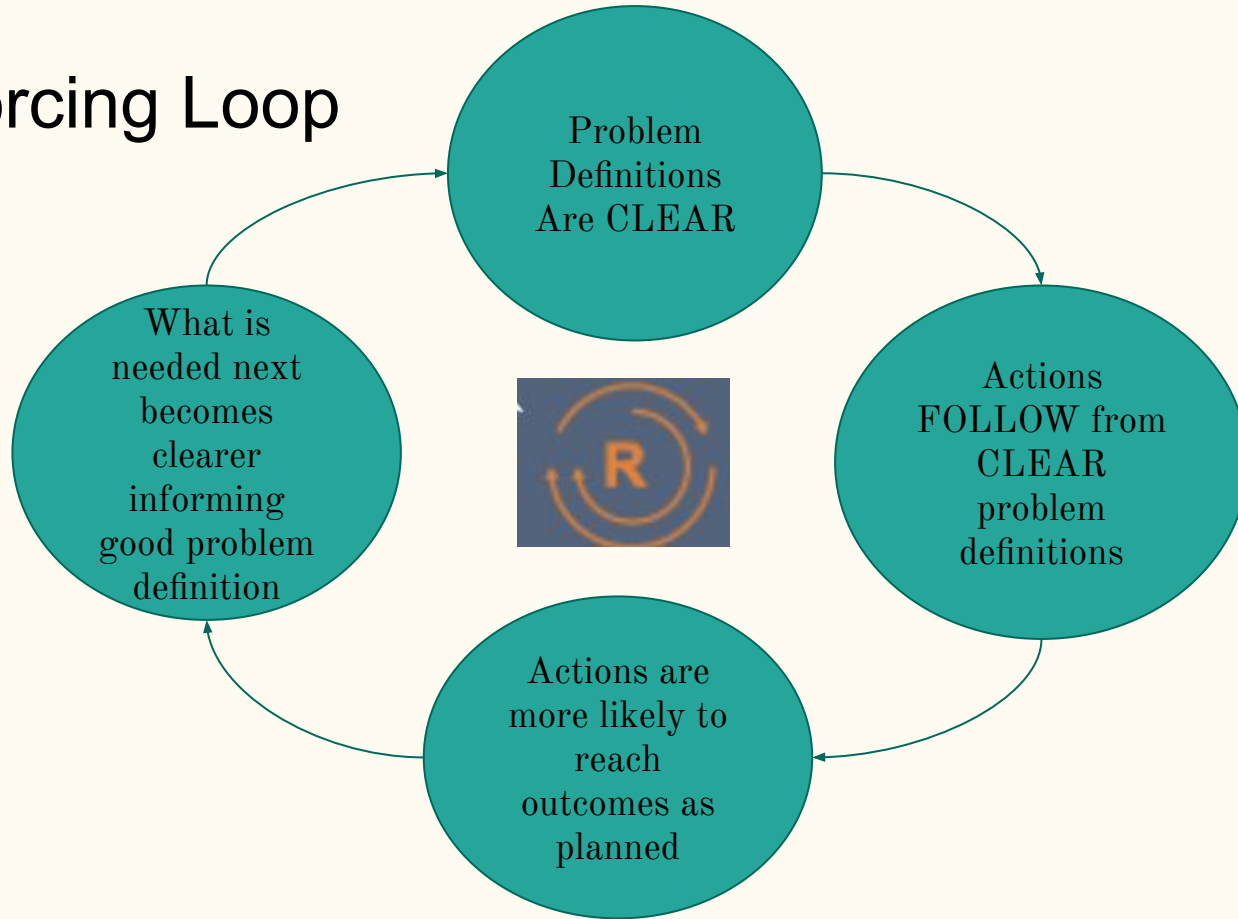 orcing Loop
Problem
Definitions
Are CLEAR
Actions
FOLLOW from
CLEAR
problem
definitions
Actions are
more likely to
reach
outcomes as
planned
What is
needed next
becomes
clearer
informing
good problem
definition
R